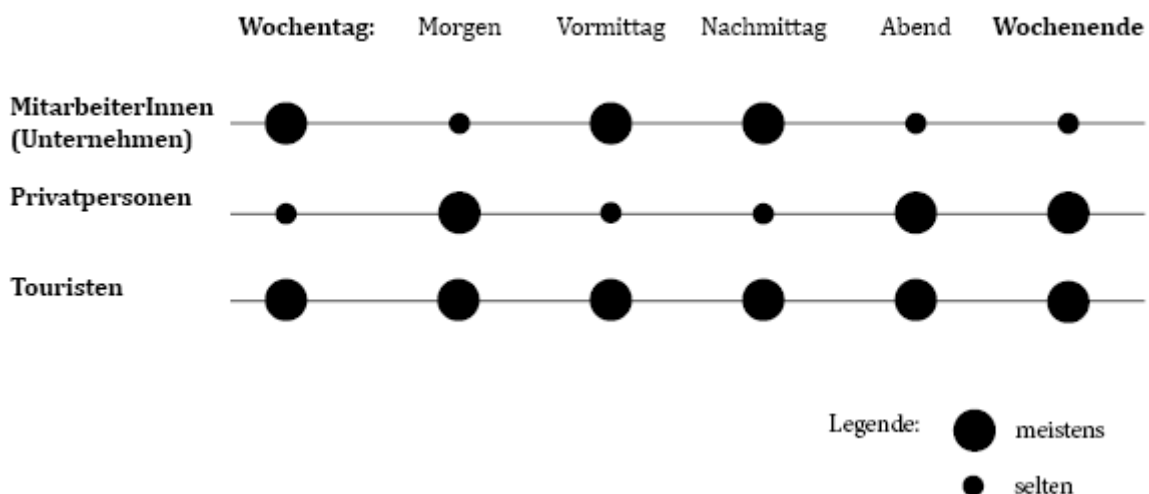 Wochentag: Morgen Vormittag Nachmittag Abend Wochenende
MitarbeiterInnen
(Unternehmen)
Privatpersonen
Touristen
Legende: meistens
selten